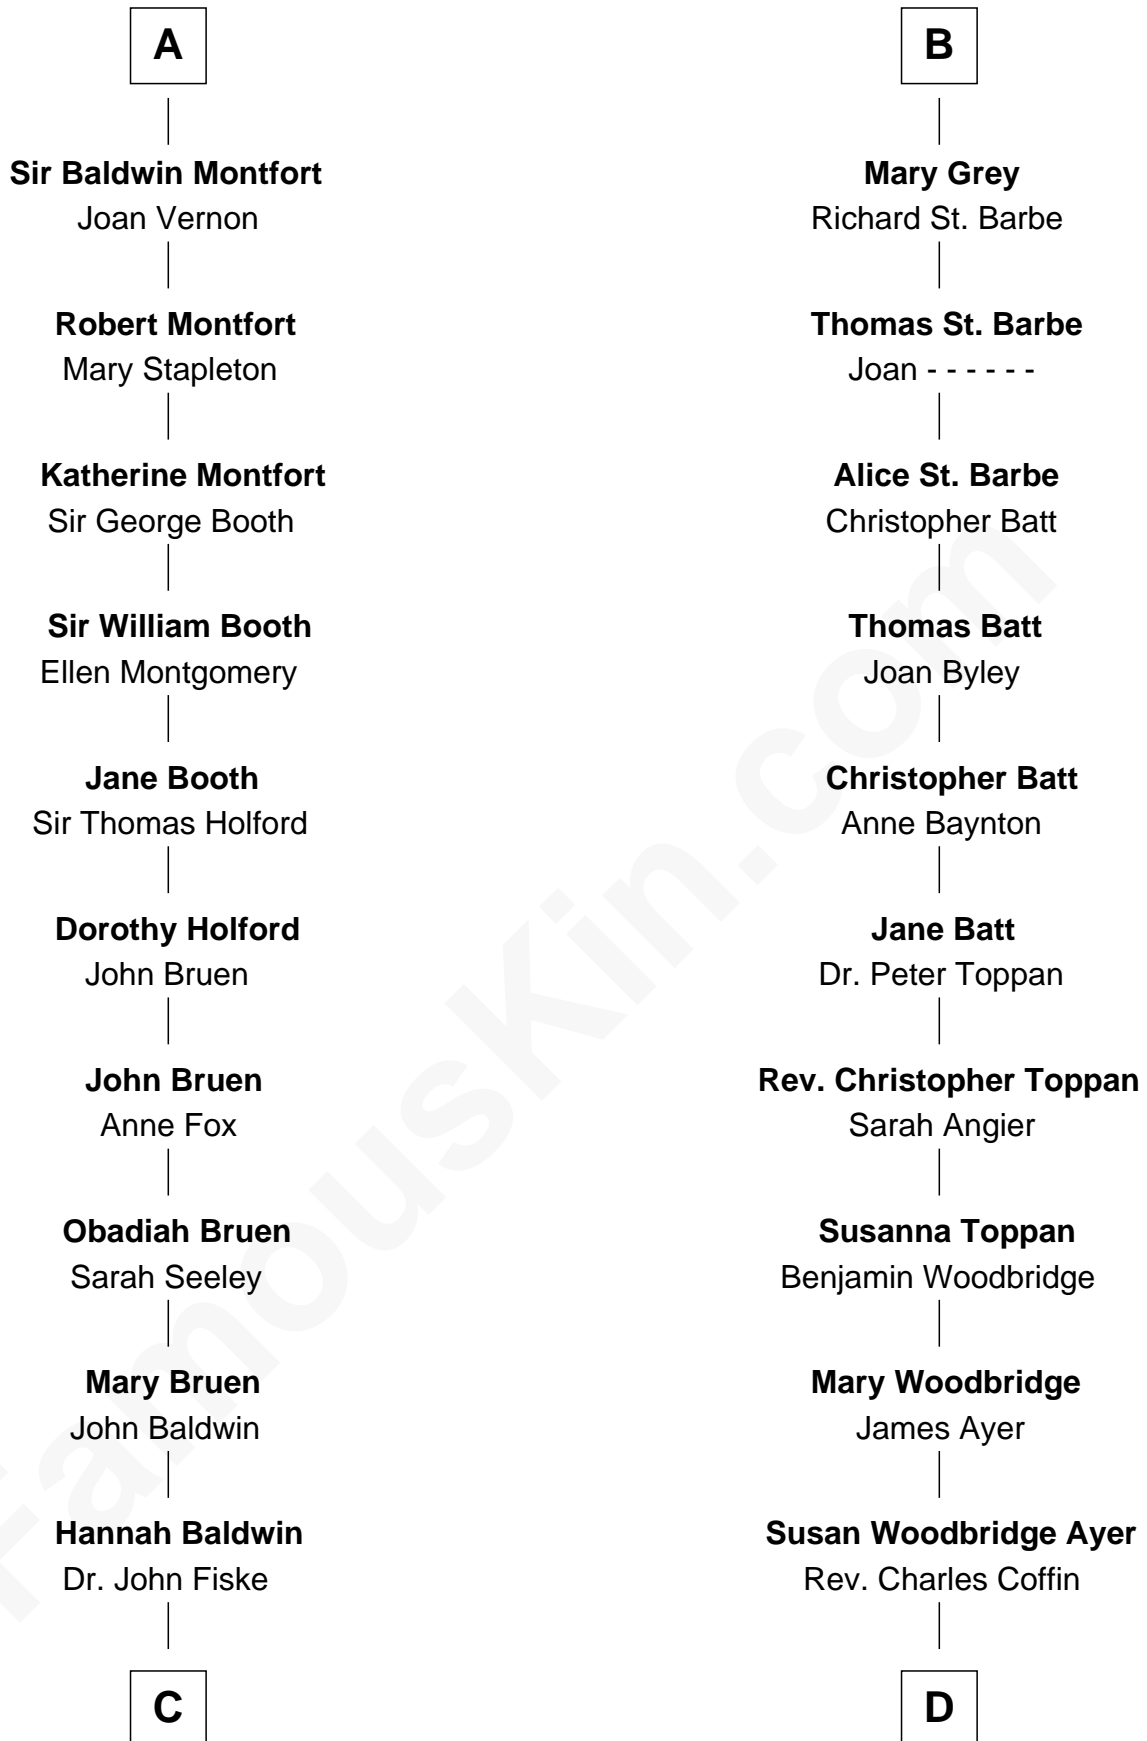 A
Sir Baldwin Montfort
Joan Vernon
Robert Montfort
Mary Stapleton
Katherine Montfort
Sir George Booth
Sir William Booth
Ellen Montgomery
Jane Booth
Sir Thomas Holford
Dorothy Holford
John Bruen
John Bruen
Anne Fox
Obadiah Bruen
Sarah Seeley
Mary Bruen
John Baldwin
Hannah Baldwin
Dr. John Fiske
C
B
Mary Grey
Richard St. Barbe
Thomas St. Barbe
Joan - - - - - -
Alice St. Barbe
Christopher Batt
Thomas Batt
Joan Byley
Christopher Batt
Anne Baynton
Jane Batt
Dr. Peter Toppan
Rev. Christopher Toppan
Sarah Angier
Susanna Toppan
Benjamin Woodbridge
Mary Woodbridge
James Ayer
Susan Woodbridge Ayer
Rev. Charles Coffin
D
FamousKin.com